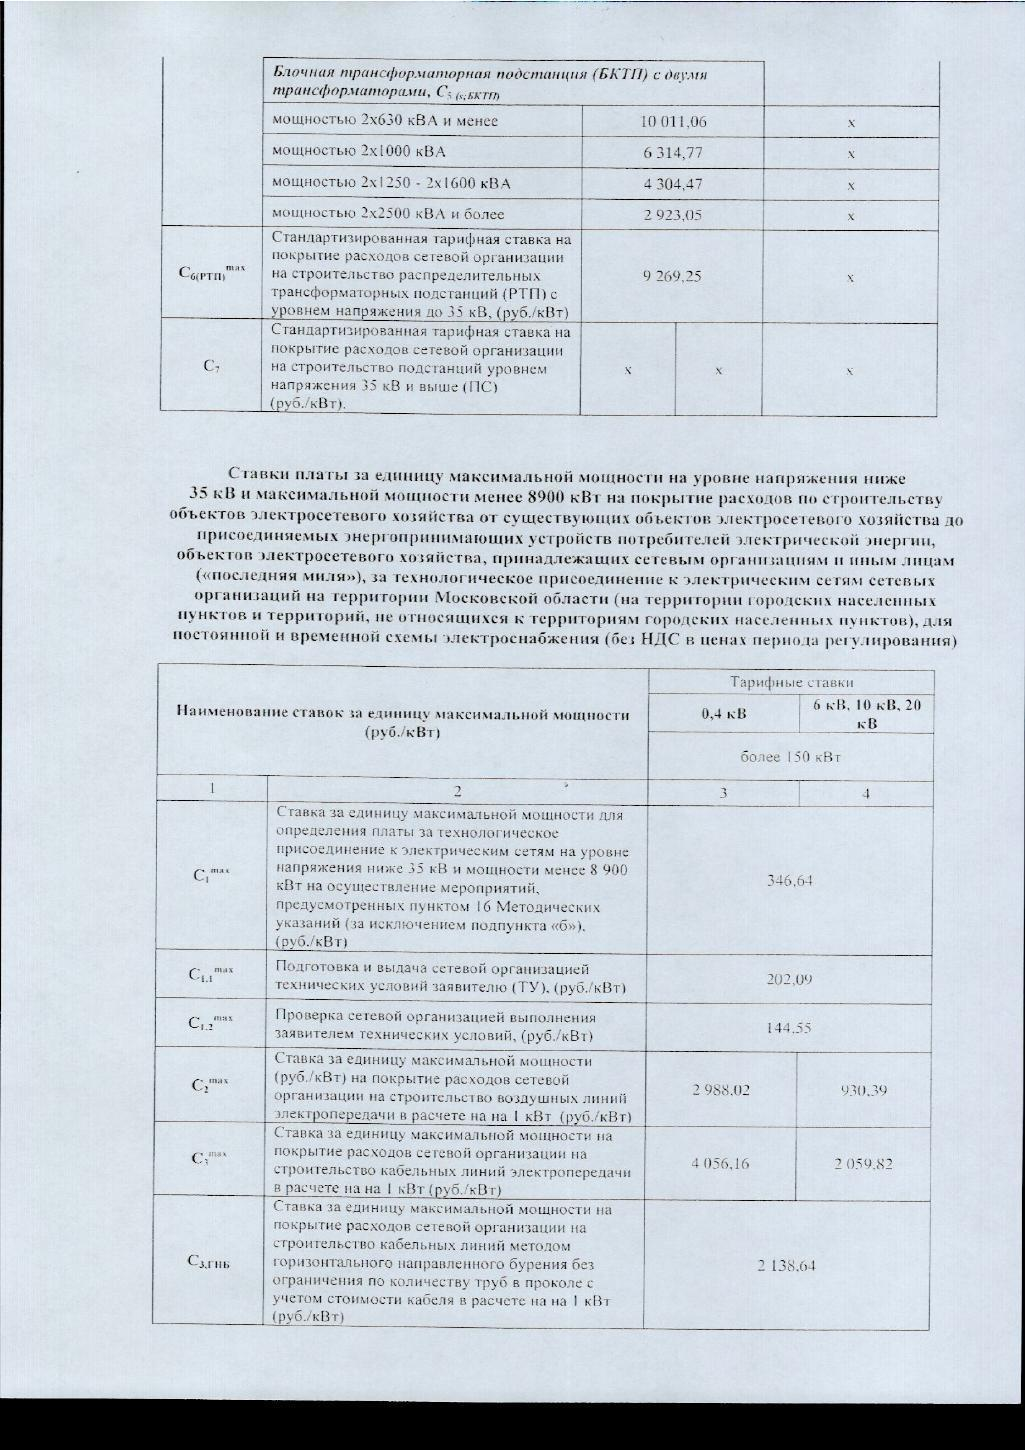 Блочная трансформаторная подстанция (БКТП) с двумя
трансформаторами, С5 (s;БКТП)
мощностью 2х630 кВА и менее
10 011,06
х
мощностью 2х1000 кВА
6 314,77
х
мощностью 2х1250 - 2х1600 кВА
4 304,47
х
мощностью 2х2500 кВА и более
2 923,05
х
С6(РТП)max
Стандартизированная тарифная ставка на
покрытие расходов сетевой организации
на строительство распределительных
трансформаторных подстанций (РТП) с
уровнем напряжения до 35 кВ, (руб./кВт)
9 269,25
х
С7
Стандартизированная тарифная ставка на
покрытие расходов сетевой организации
на строительство подстанций уровнем
напряжения 35 кВ и выше (ПС)
(руб./кВт).
х
х
х
Ставки платы за единицу максимальной мощности на уровне напряжения ниже
35 кВ и максимальной мощности менее 8900 кВт на покрытие расходов по строительству
объектов электросетевого хозяйства от существующих объектов электросетевого хозяйства до
присоединяемых энергопринимающих устройств потребителей электрической энергии,
объектов электросетевого хозяйства, принадлежащих сетевым организациям и иным лицам
(«последняя миля»), за технологическое присоединение к электрическим сетям сетевых
организаций на территории Московской области (на территории городских населенных
пунктов и территорий, не относящихся к территориям городских населенных пунктов), для
постоянной и временной схемы электроснабжения (без НДС в ценах периода регулирования)
Наименование ставок за единицу максимальной мощности
(руб./кВт)
Тарифные ставки
0,4 кВ
6 кВ, 10 кВ, 20
кВ
более 150 кВт
1
2
3
4
С1max
Ставка за единицу максимальной мощности для
определения платы за технологическое
присоединение к электрическим сетям на уровне
напряжения ниже 35 кВ и мощности менее 8 900
кВт на осуществление мероприятий,
предусмотренных пунктом 16 Методических
указаний (за исключением подпункта «б»),
(руб./кВт)
346,64
С1.1max
Подготовка и выдача сетевой организацией
технических условий заявителю (ТУ), (руб./кВт)
202,09
С1.2max
Проверка сетевой организацией выполнения
заявителем технических условий, (руб./кВт)
144,55
С2max
Ставка за единицу максимальной мощности
(руб./кВт) на покрытие расходов сетевой
организации на строительство воздушных линий
электропередачи в расчете на на 1 кВт (руб./кВт)
2 988,02
930,39
С3max
Ставка за единицу максимальной мощности на
покрытие расходов сетевой организации на
строительство кабельных линий электропередачи
в расчете на на 1 кВт (руб./кВт)
4 056,16
2 059,82
С3,ГНБ
Ставка за единицу максимальной мощности на
покрытие расходов сетевой организации на
строительство кабельных линий методом
горизонтального направленного бурения без
ограничения по количеству труб в проколе с
учетом стоимости кабеля в расчете на на 1 кВт
(руб./кВт)
2 138,64